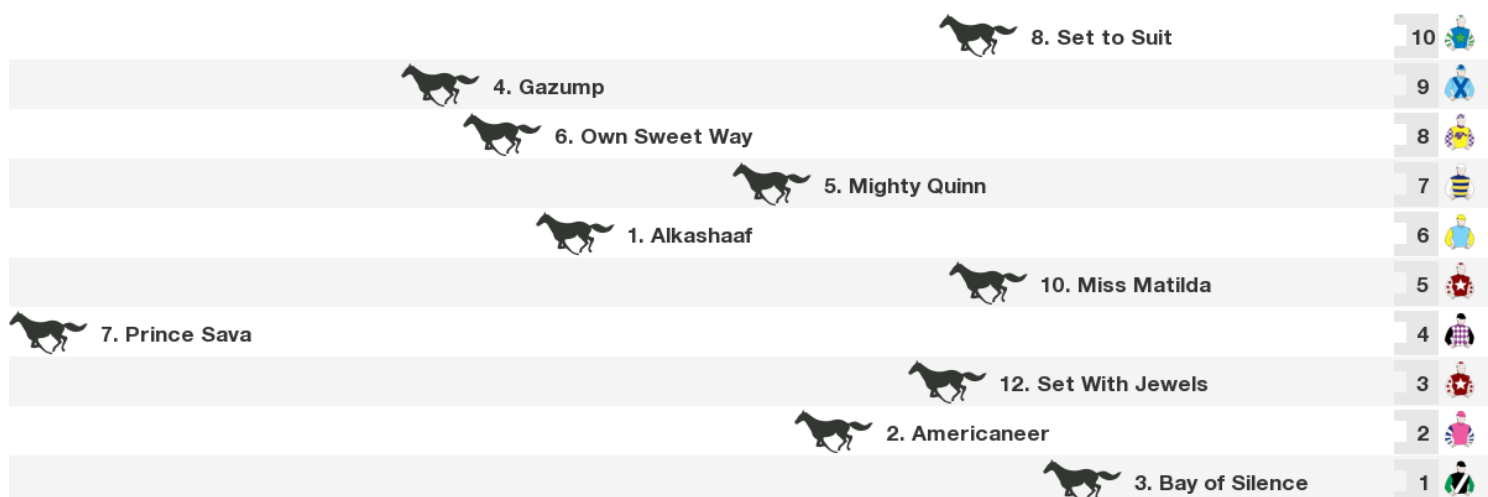 8. Set to Suit 10
4. Gazump 9
6. Own Sweet Way 8
5. Mighty Quinn 7
1. Alkashaaf 6
10. Miss Matilda 5
7. Prince Sava 4
12. Set With Jewels 3
2. Americaneer 2
3. Bay of Silence 1